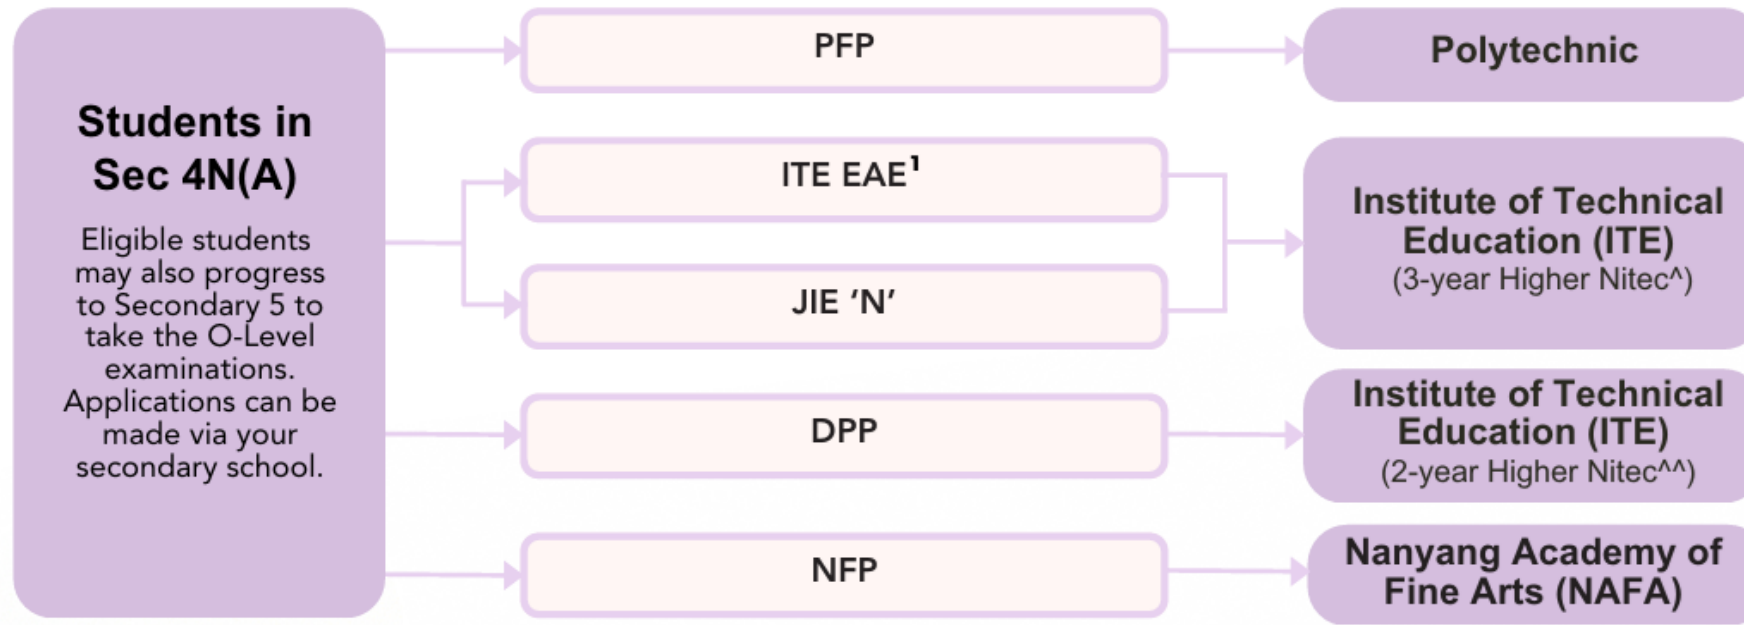 Students in
Sec 4N(A)
Eligible students
may also progress
to Secondary 5 to
take the O-Level
examinations.
Applications can be
made via your
secondary school.
PFP
Polytechnic
ITE EAE¹
JIE ‘N’
Institute of Technical
Education (ITE)
(3-year Higher Nitec^)
DPP
Institute of Technical
Education (ITE)
(2-year Higher Nitec^^)
NFP
Nanyang Academy of
Fine Arts (NAFA)